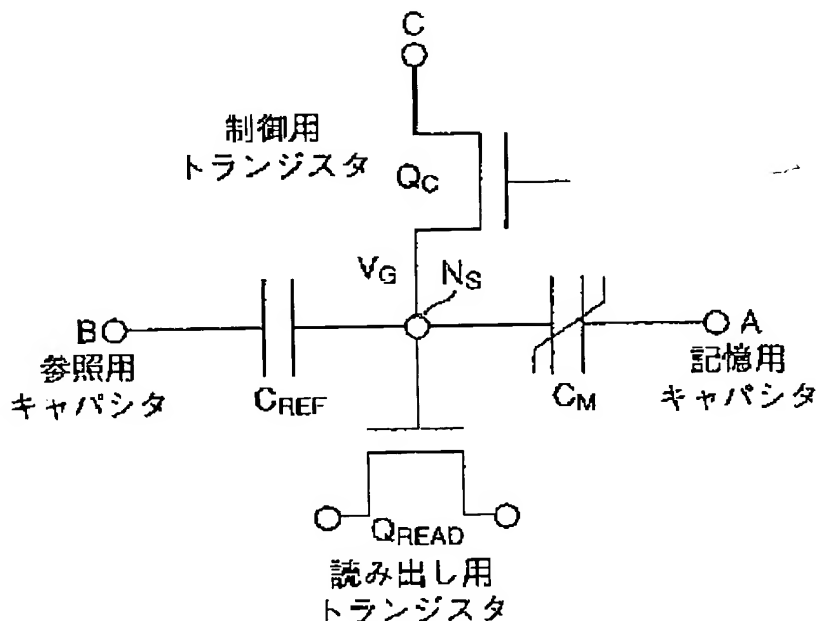 C
制御用
トランジスタ
QC
VG
NS
B
A
参照用
キャパシタ
CREF
CM
記憶用
キャパシタ
QREAD
読み出し用
トランジスタ